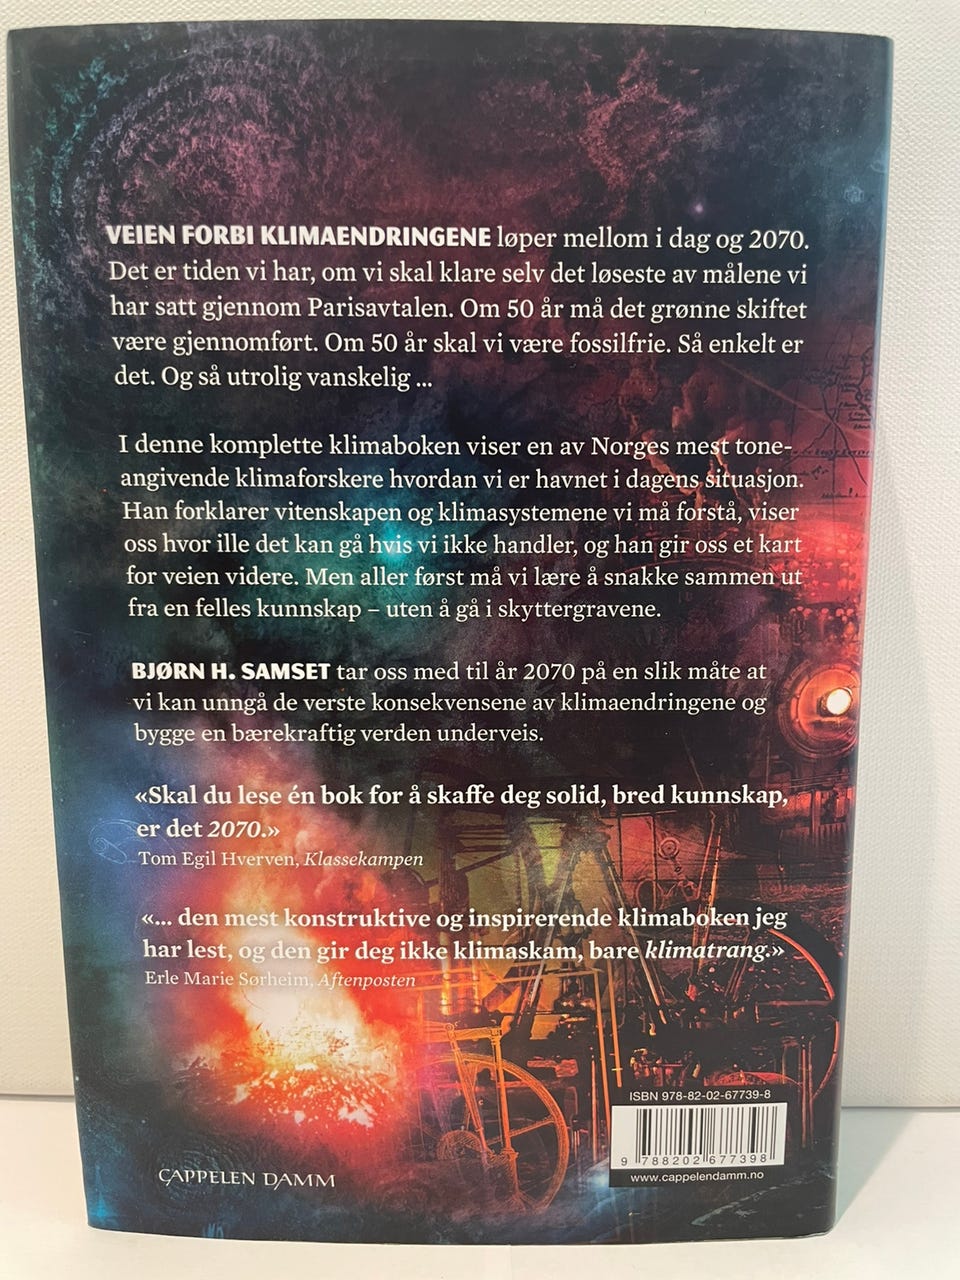 VEIEN FORBI KLIMAENDRINGENE løper mellom i dag og 2070.
Det er tiden vi har, om vi skal klare selv det løseste av målene vi
har satt gjennom Parisavtalen. Om 50 år må det grønne skiftet
være gjennomført. Om 50 år skal vi være fossilfrie. Så enkelt er
det. Og så utrolig vanskelig ...
I denne komplette klimaboken viser en av Norges mest tone-
angivende klimaforskere hvordan vi er havnet i dagens situasjon.
Han forklarer vitenskapen og klimasystemene vi må forstå, viser
oss hvor ille det kan gå hvis vi ikke handler, og han gir oss et kart
for veien videre. Men aller først må vi lære å snakke sammen ut
fra en felles kunnskap – uten å gå i skyttergravene.
BJØRN H. SAMSET tar oss med til år 2070 på en slik måte at
vi kan unngå de verste konsekvensene av klimaendringene og
bygge en bærekraftig verden underveis.
«Skal du lese én bok for å skaffe deg solid, bred kunnskap,
er det 2070.»
Tom Egil Hverven, Klassekampen
«... den mest konstruktive og inspirerende klimaboken jeg
har lest, og den gir deg ikke klimaskam, bare klimatrang.»
Erle Marie Sørheim, Aftenposten
ISBN 978-82-02-67739-8
9 788202 677398
www.cappelendamm.no
CAPPELEN DAMM